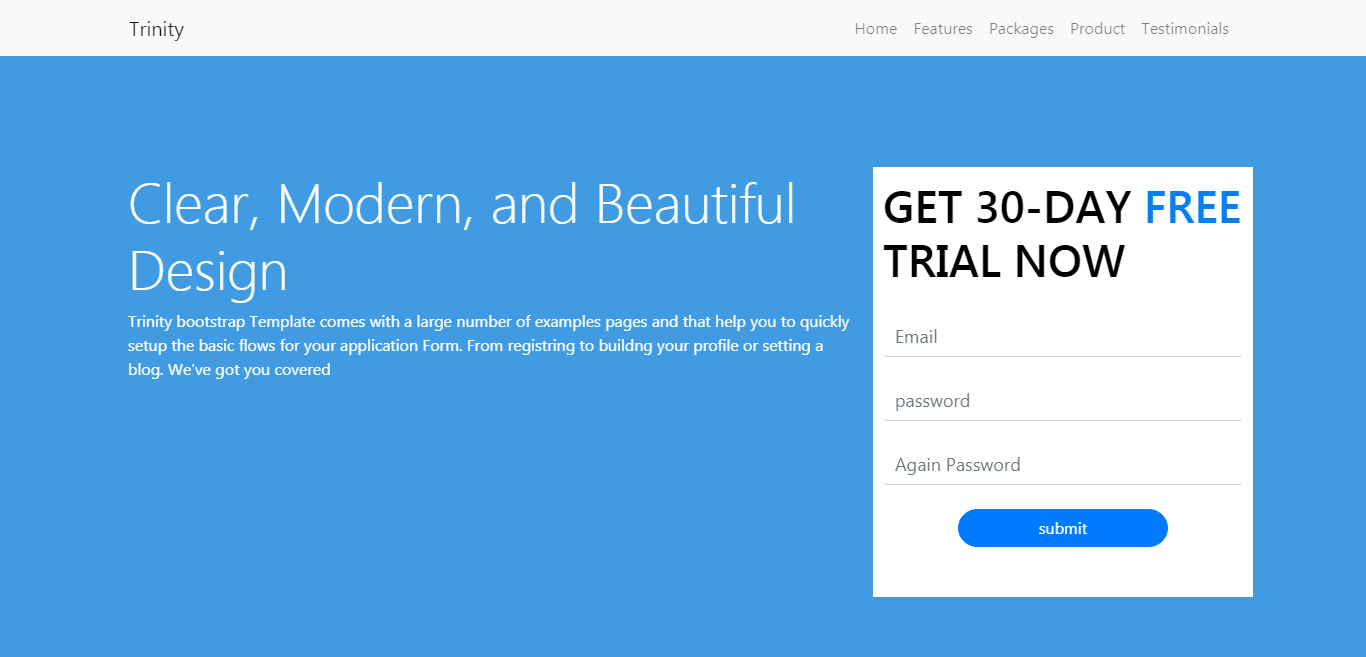 Trinity
Home Features Packages Product Testimonials
Clear, Modern, and Beautiful
Design
Trinity bootstrap Template comes with a large number of examples pages and that help you to quickly
setup the basic flows for your application Form. From registring to buildng your profile or setting a
blog. We've got you covered
GET 30-DAY FREE
TRIAL NOW
Email
password
Again Password
submit